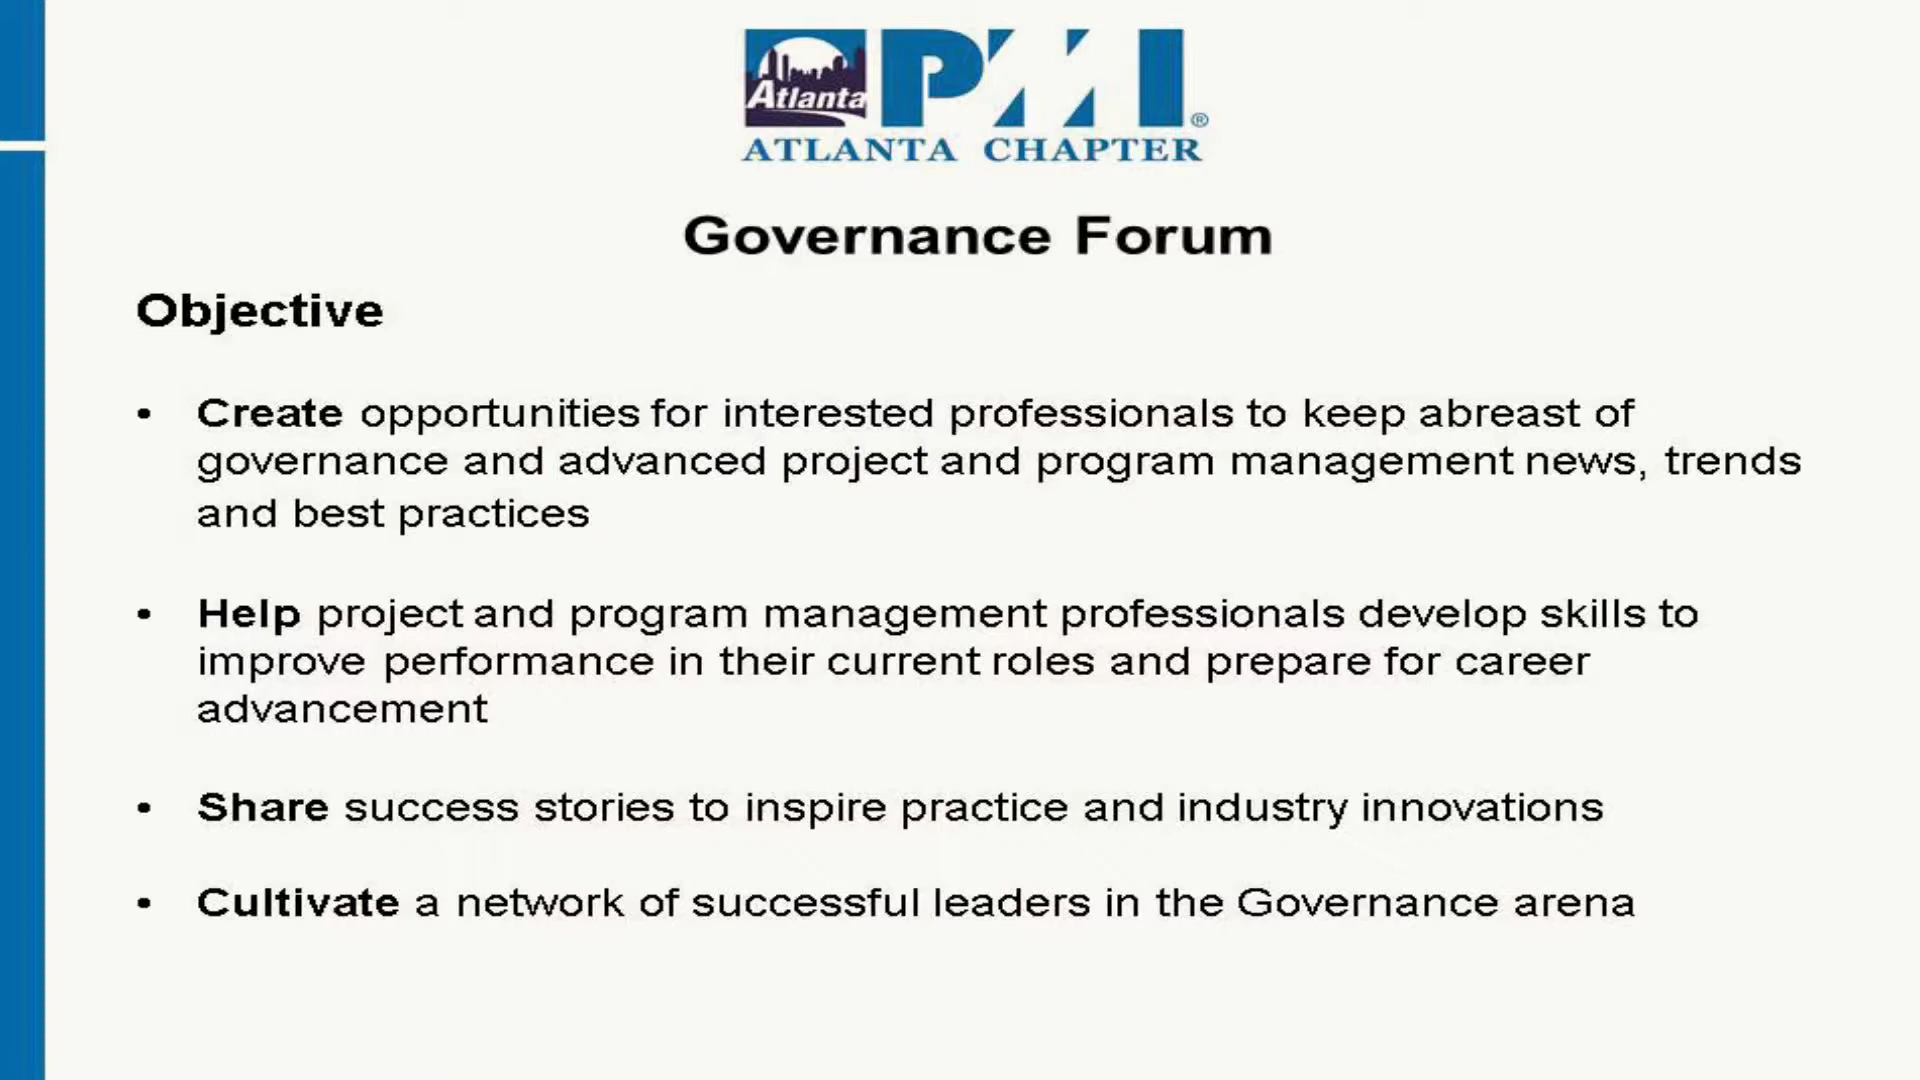 Atlanta PMI®
ATLANTA CHAPTER
Governance Forum
Objective
• Create opportunities for interested professionals to keep abreast of
governance and advanced project and program management news, trends
and best practices
• Help project and program management professionals develop skills to
improve performance in their current roles and prepare for career
advancement
• Share success stories to inspire practice and industry innovations
• Cultivate a network of successful leaders in the Governance arena